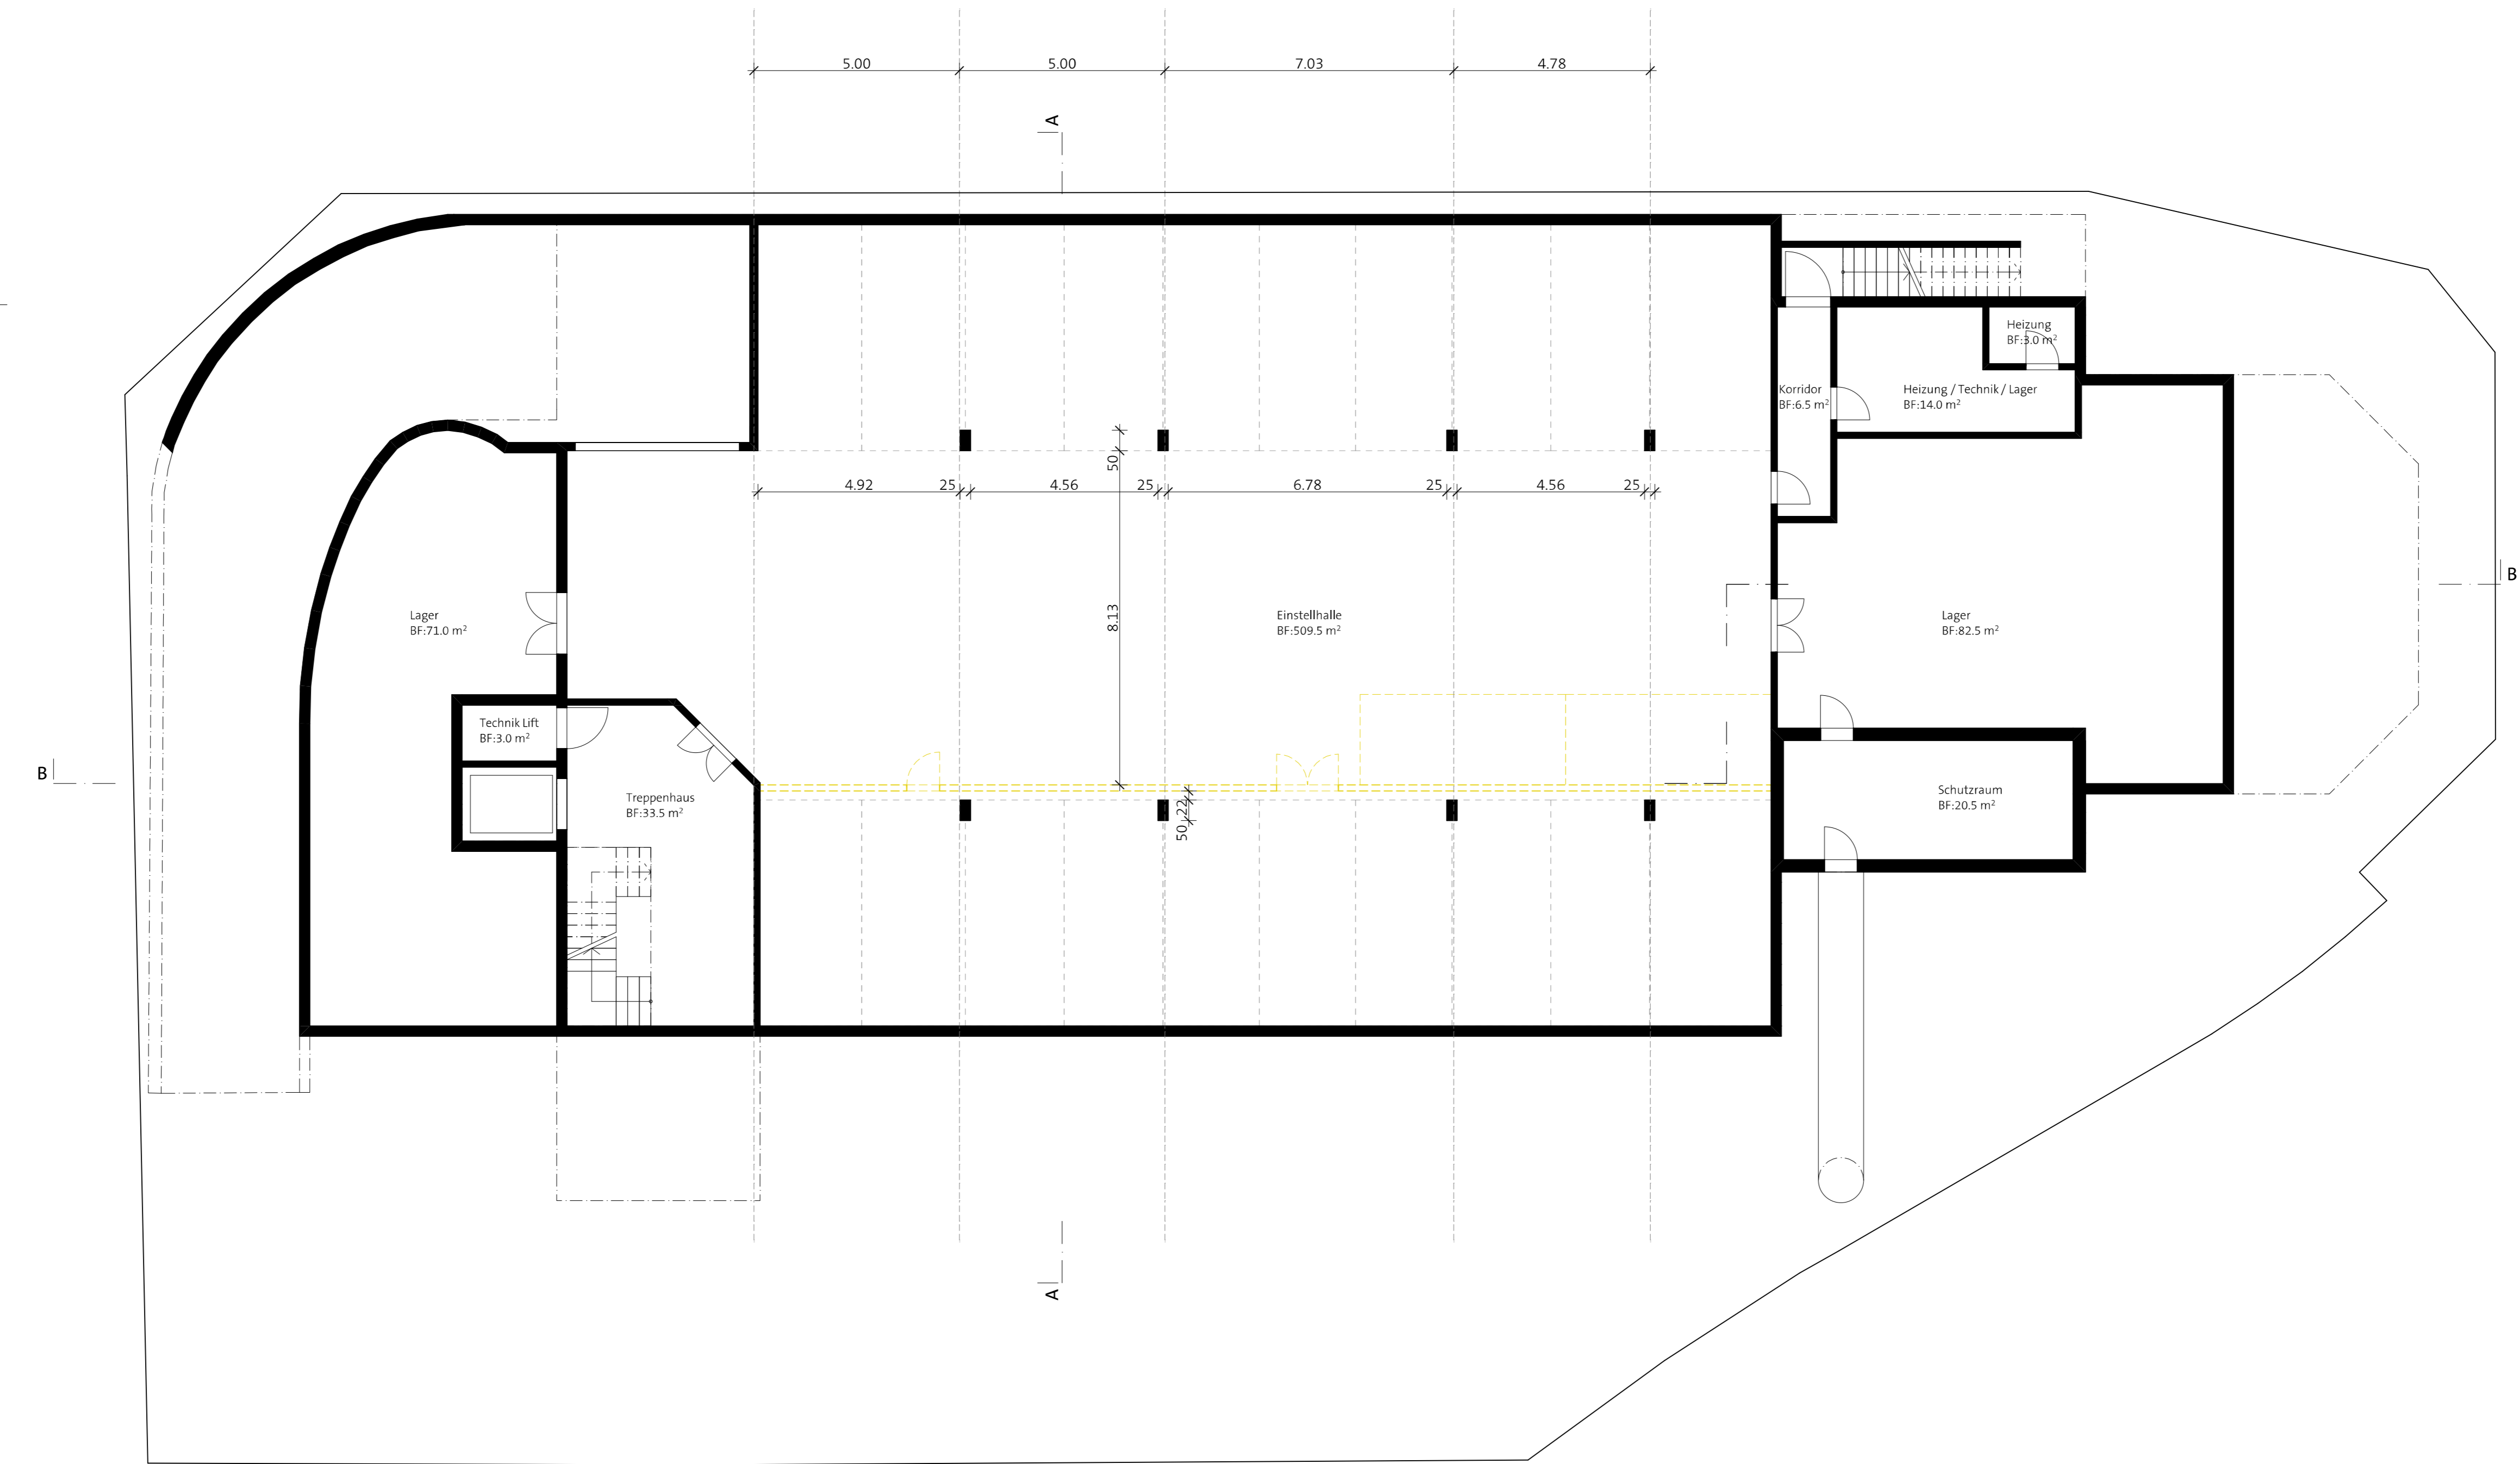 5.00
5.00
7.03
4.78
A
Heizung
BF:3.0 m²
Korridor
BF:6.5 m²
Heizung / Technik / Lager
BF:14.0 m²
50
4.92
25
4.56
25
6.78
25
4.56
25
B
8.13
Lager
BF:71.0 m²
Einstellhalle
BF:509.5 m²
Lager
BF:82.5 m²
Technik Lift
BF:3.0 m²
B
Treppenhaus
BF:33.5 m²
22
50
Schutzraum
BF:20.5 m²
A